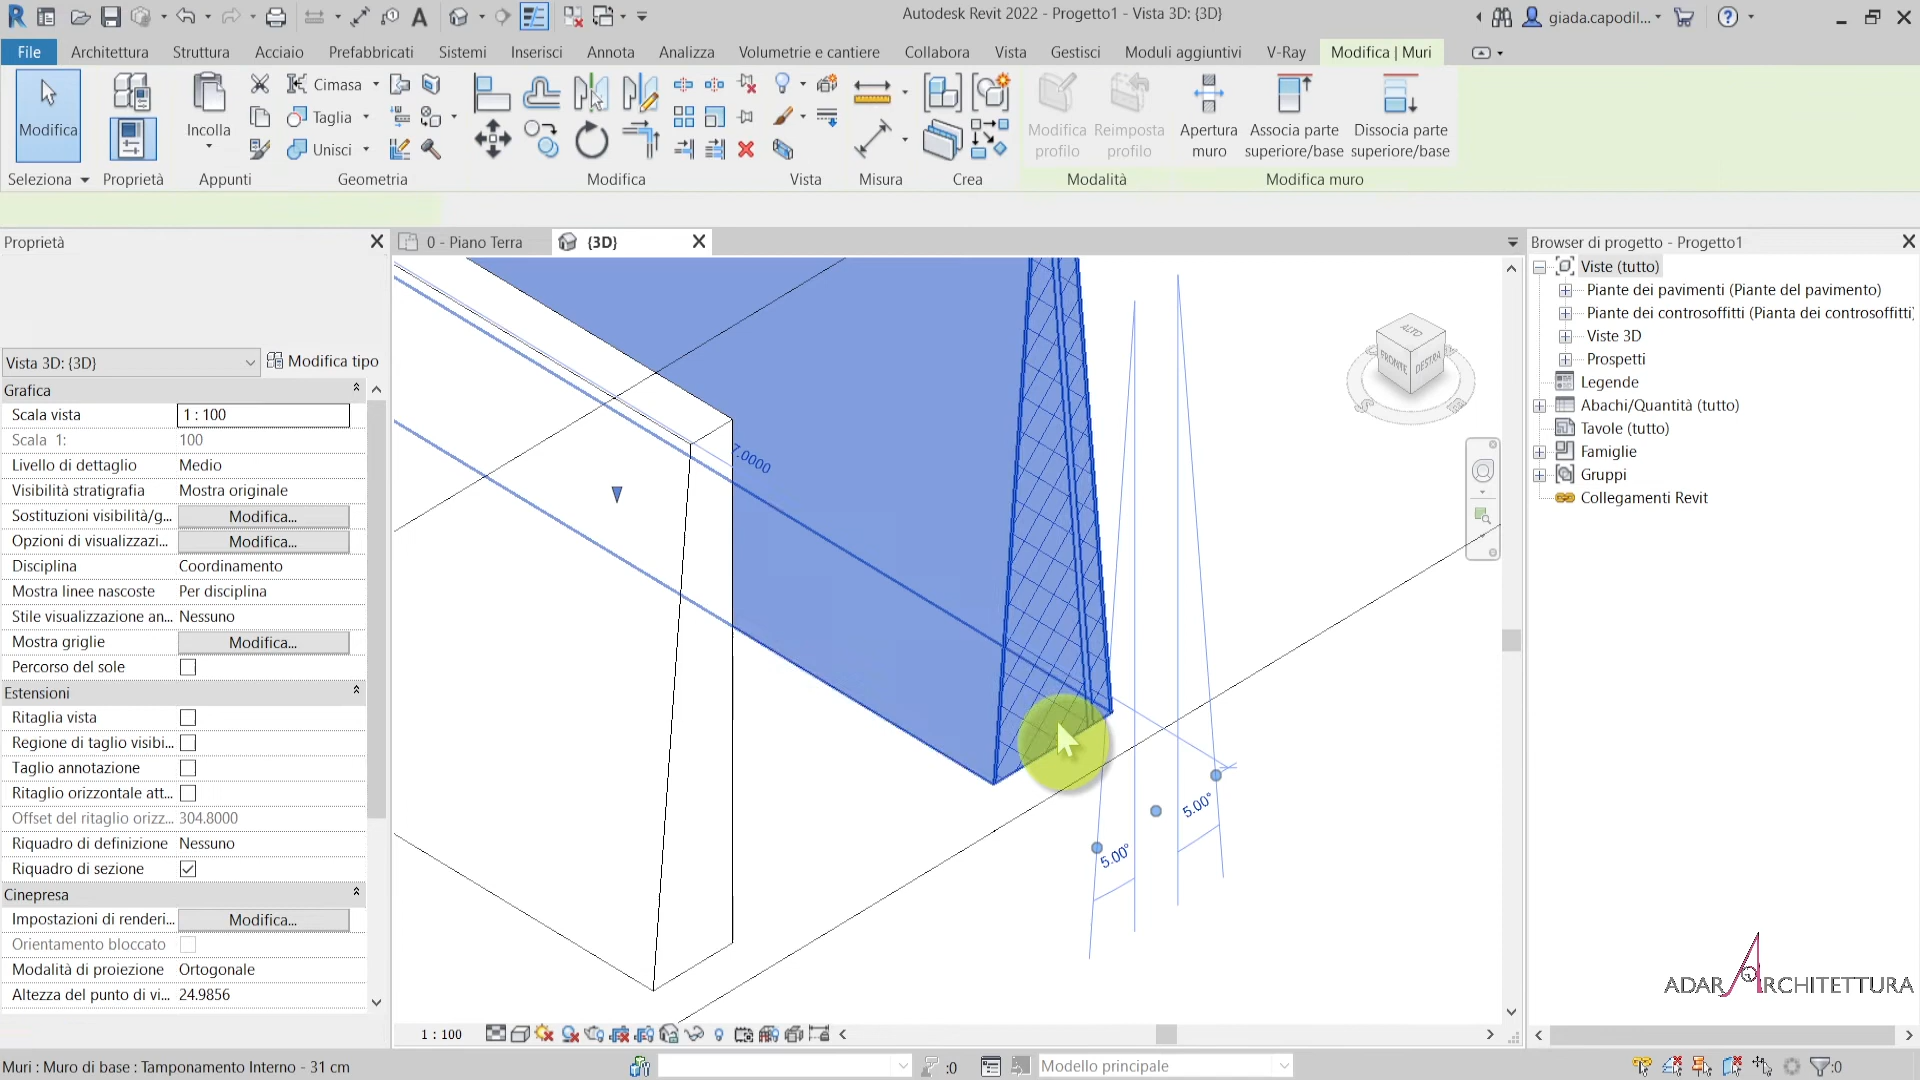 Autodesk Revit 2022 - Progetto1 - Vista 3D: {3D}
giada.capodil...
File
Architettura
Struttura
Acciaio
Prefabbricati
Sistemi
Inserisci
Annota
Analizza
Volumetrie e cantiere
Collabora
Vista
Gestisci
Moduli aggiuntivi
V-Ray
Modifica | Muri
Modifica
Incolla
Cimasa
Taglia
Unisci
Modifica profilo
Reimposta profilo
Apertura muro
Associa parte superiore/base
Dissocia parte superiore/base
Seleziona
Proprietà
Appunti
Geometria
Modifica
Vista
Misura
Crea
Modalità
Modifica muro
Proprietà
0 - Piano Terra
{3D}
Browser di progetto - Progetto1
Vista 3D: {3D}
Modifica tipo
Grafica
Scala vista 1 : 100
Scala 1: 100
Livello di dettaglio Medio
Visibilità stratigrafia Mostra originale
Sostituzioni visibilità/g... Modifica...
Opzioni di visualizzazi... Modifica...
Disciplina Coordinamento
Mostra linee nascoste Per disciplina
Stile visualizzazione an... Nessuno
Mostra griglie Modifica...
Percorso del sole
Estensioni
Ritaglia vista
Regione di taglio visibi...
Taglio annotazione
Ritaglio orizzontale att...
Offset del ritaglio orizz... 304.8000
Riquadro di definizione Nessuno
Riquadro di sezione
Cinepresa
Impostazioni di renderi... Modifica...
Orientamento bloccato
Modalità di proiezione Ortogonale
Altezza del punto di vi... 24.9856
7.0000
5.00°
5.00°
ALTO
FRONTE
DESTRA
Viste (tutto)
Piante dei pavimenti (Piante del pavimento)
Piante dei controsoffitti (Pianta dei controsoffitti)
Viste 3D
Prospetti
Legende
Abachi/Quantità (tutto)
Tavole (tutto)
Famiglie
Gruppi
Collegamenti Revit
ADARARCHITETTURA
1 : 100
Muri : Muro di base : Tamponamento Interno - 31 cm
:0
Modello principale
:0